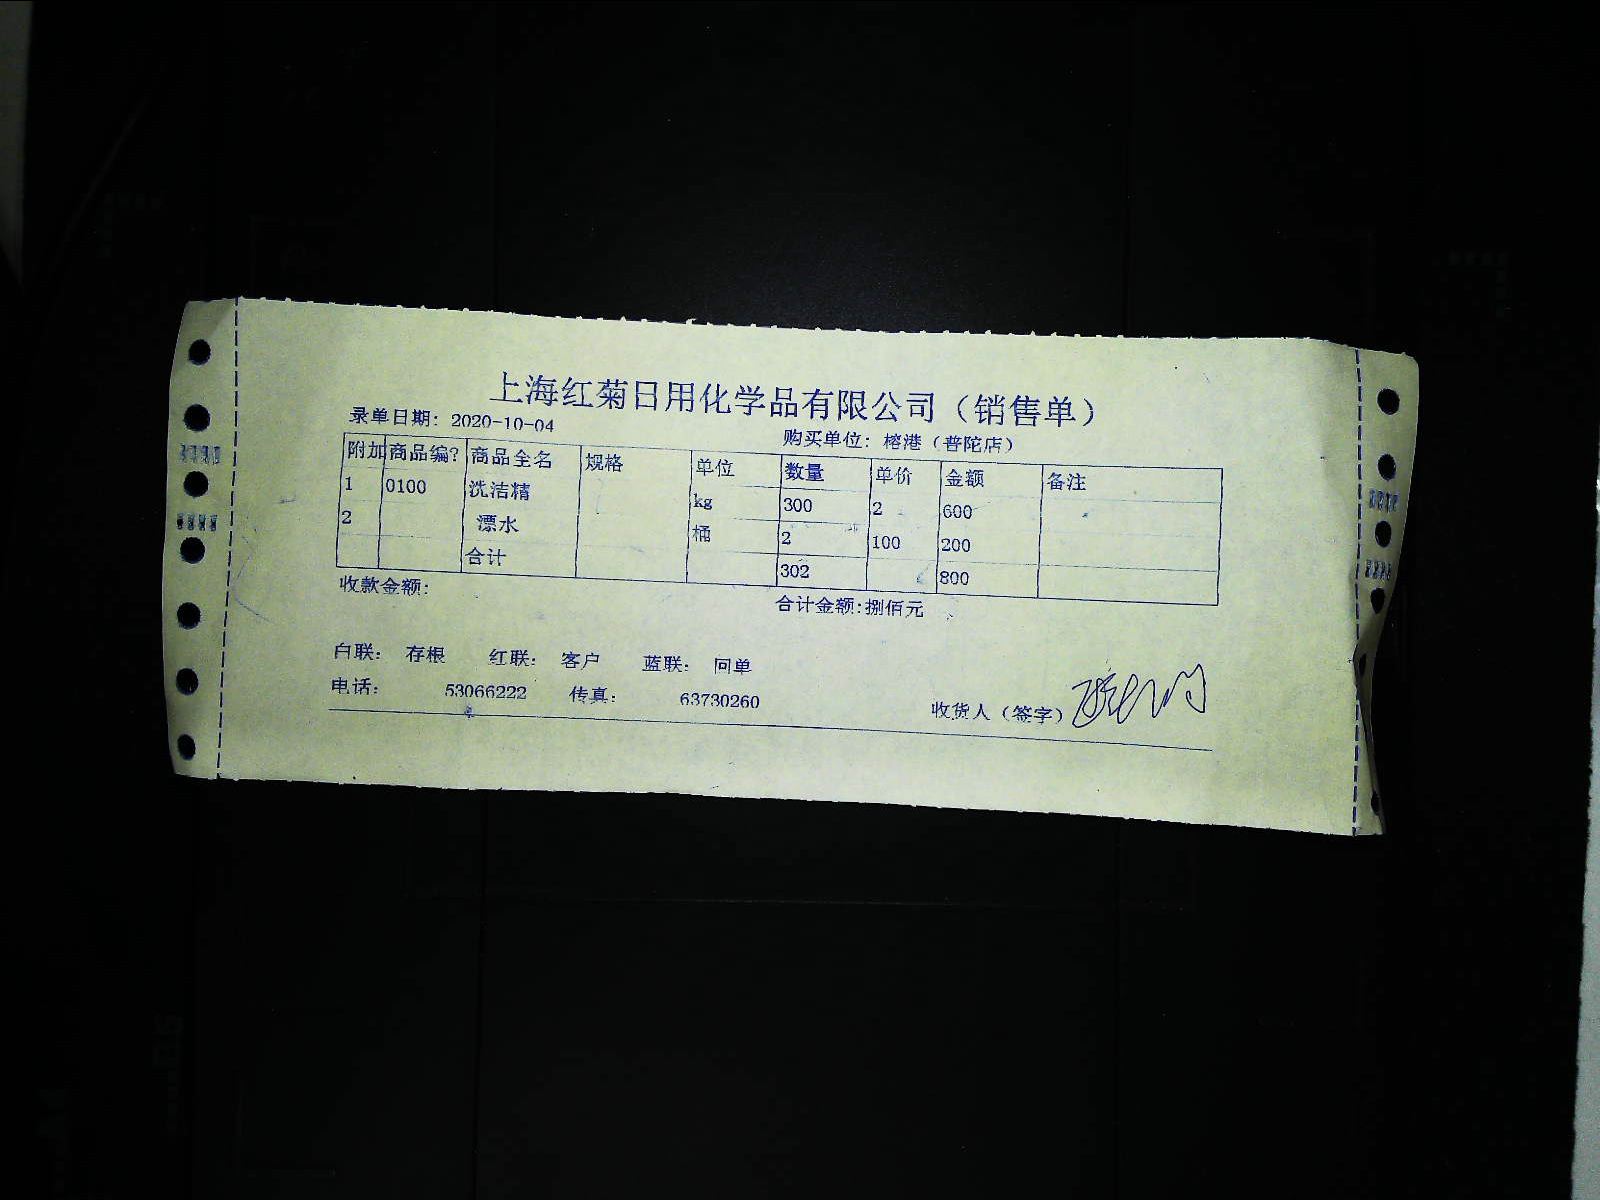 上海红菊日用化学品有限公司（销售单）
录单日期：2020-10-04 购买单位：榕港（普陀店）
附加 商品编? 商品全名 规格 单位 数量 单价 金额 备注
1 0100 洗洁精 kg 300 2 600
2 漂水 桶 2 100 200
合计 302 800
收款金额: 合计金额:捌佰元
白联： 存根 红联： 客户 蓝联： 回单
电话： 53066222 传真： 63730260 收货人（签字）